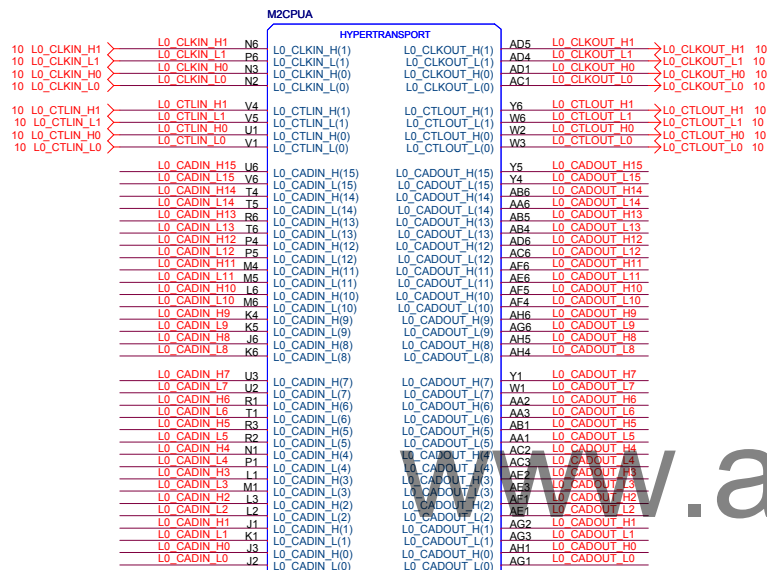 M2CPUA
HYPERTRANSPORT
10 L0_CLKIN_H1 L0_CLKIN_H1 N6 L0_CLKIN_H(1) L0_CLKOUT_H(1) AD5 L0_CLKOUT_H1 L0_CLKOUT_H1 10
10 L0_CLKIN_L1 L0_CLKIN_L1 P6 L0_CLKIN_L(1) L0_CLKOUT_L(1) AD4 L0_CLKOUT_L1 L0_CLKOUT_L1 10
10 L0_CLKIN_H0 L0_CLKIN_H0 N3 L0_CLKIN_H(0) L0_CLKOUT_H(0) AD1 L0_CLKOUT_H0 L0_CLKOUT_H0 10
10 L0_CLKIN_L0 L0_CLKIN_L0 N2 L0_CLKIN_L(0) L0_CLKOUT_L(0) AC1 L0_CLKOUT_L0 L0_CLKOUT_L0 10
10 L0_CTLIN_H1 L0_CTLIN_H1 V4 L0_CTLIN_H(1) L0_CTLOUT_H(1) Y6 L0_CTLOUT_H1 L0_CTLOUT_H1 10
10 L0_CTLIN_L1 L0_CTLIN_L1 V5 L0_CTLIN_L(1) L0_CTLOUT_L(1) W6 L0_CTLOUT_L1 L0_CTLOUT_L1 10
10 L0_CTLIN_H0 L0_CTLIN_H0 U1 L0_CTLIN_H(0) L0_CTLOUT_H(0) W2 L0_CTLOUT_H0 L0_CTLOUT_H0 10
10 L0_CTLIN_L0 L0_CTLIN_L0 V1 L0_CTLIN_L(0) L0_CTLOUT_L(0) W3 L0_CTLOUT_L0 L0_CTLOUT_L0 10
L0_CADIN_H15 U6 L0_CADIN_H(15) L0_CADOUT_H(15) Y5 L0_CADOUT_H15
L0_CADIN_L15 V6 L0_CADIN_L(15) L0_CADOUT_L(15) Y4 L0_CADOUT_L15
L0_CADIN_H14 T4 L0_CADIN_H(14) L0_CADOUT_H(14) AB6 L0_CADOUT_H14
L0_CADIN_L14 T5 L0_CADIN_L(14) L0_CADOUT_L(14) AA6 L0_CADOUT_L14
L0_CADIN_H13 R6 L0_CADIN_H(13) L0_CADOUT_H(13) AB5 L0_CADOUT_H13
L0_CADIN_L13 T6 L0_CADIN_L(13) L0_CADOUT_L(13) AB4 L0_CADOUT_L13
L0_CADIN_H12 P4 L0_CADIN_H(12) L0_CADOUT_H(12) AD6 L0_CADOUT_H12
L0_CADIN_L12 P5 L0_CADIN_L(12) L0_CADOUT_L(12) AC6 L0_CADOUT_L12
L0_CADIN_H11 M4 L0_CADIN_H(11) L0_CADOUT_H(11) AF6 L0_CADOUT_H11
L0_CADIN_L11 M5 L0_CADIN_L(11) L0_CADOUT_L(11) AE6 L0_CADOUT_L11
L0_CADIN_H10 L6 L0_CADIN_H(10) L0_CADOUT_H(10) AF5 L0_CADOUT_H10
L0_CADIN_L10 M6 L0_CADIN_L(10) L0_CADOUT_L(10) AF4 L0_CADOUT_L10
L0_CADIN_H9 K4 L0_CADIN_H(9) L0_CADOUT_H(9) AH6 L0_CADOUT_H9
L0_CADIN_L9 K5 L0_CADIN_L(9) L0_CADOUT_L(9) AG6 L0_CADOUT_L9
L0_CADIN_H8 J6 L0_CADIN_H(8) L0_CADOUT_H(8) AH5 L0_CADOUT_H8
L0_CADIN_L8 K6 L0_CADIN_L(8) L0_CADOUT_L(8) AH4 L0_CADOUT_L8
L0_CADIN_H7 U3 L0_CADIN_H(7) L0_CADOUT_H(7) Y1 L0_CADOUT_H7
L0_CADIN_L7 U2 L0_CADIN_L(7) L0_CADOUT_L(7) W1 L0_CADOUT_L7
L0_CADIN_H6 R1 L0_CADIN_H(6) L0_CADOUT_H(6) AA2 L0_CADOUT_H6
L0_CADIN_L6 T1 L0_CADIN_L(6) L0_CADOUT_L(6) AA3 L0_CADOUT_L6
L0_CADIN_H5 R3 L0_CADIN_H(5) L0_CADOUT_H(5) AB1 L0_CADOUT_H5
L0_CADIN_L5 R2 L0_CADIN_L(5) L0_CADOUT_L(5) AA1 L0_CADOUT_L5
L0_CADIN_H4 N1 L0_CADIN_H(4) L0_CADOUT_H(4) AC2 L0_CADOUT_H4
L0_CADIN_L4 P1 L0_CADIN_L(4) L0_CADOUT_L(4) AC3 L0_CADOUT_L4
L0_CADIN_H3 L1 L0_CADIN_H(3) L0_CADOUT_H(3) AE2 L0_CADOUT_H3
L0_CADIN_L3 M1 L0_CADIN_L(3) L0_CADOUT_L(3) AE3 L0_CADOUT_L3
L0_CADIN_H2 L3 L0_CADIN_H(2) L0_CADOUT_H(2) AF1 L0_CADOUT_H2
L0_CADIN_L2 L2 L0_CADIN_L(2) L0_CADOUT_L(2) AE1 L0_CADOUT_L2
L0_CADIN_H1 J1 L0_CADIN_H(1) L0_CADOUT_H(1) AG2 L0_CADOUT_H1
L0_CADIN_L1 K1 L0_CADIN_L(1) L0_CADOUT_L(1) AG3 L0_CADOUT_L1
L0_CADIN_H0 J3 L0_CADIN_H(0) L0_CADOUT_H(0) AH1 L0_CADOUT_H0
L0_CADIN_L0 J2 L0_CADIN_L(0) L0_CADOUT_L(0) AG1 L0_CADOUT_L0
www.a